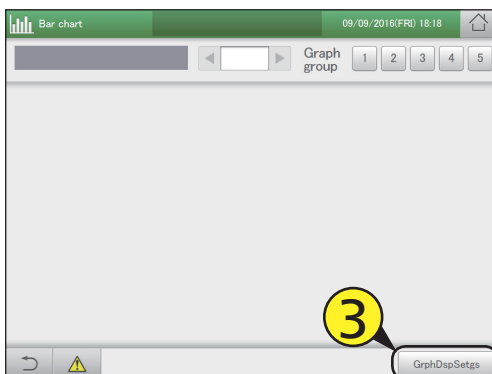 Bar chart
09/09/2016(FRI) 18:18
Graph
group
1 2 3 4 5
3
GrphDspSetgs